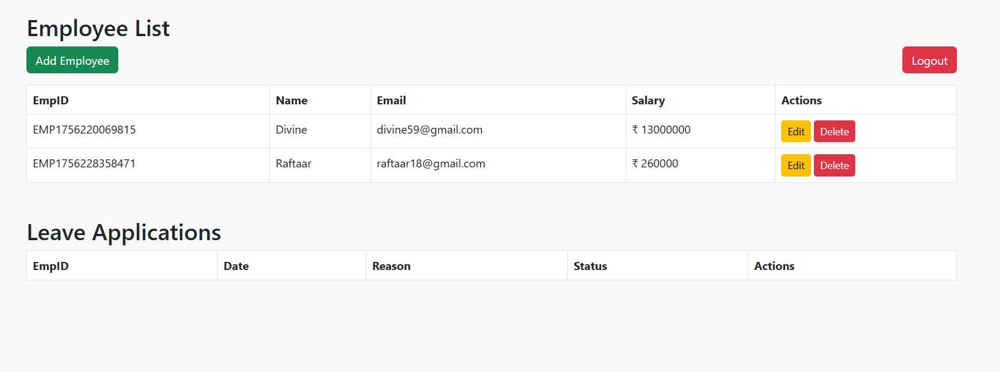 Employee List
Add Employee Logout
EmpID Name Email Salary Actions
EMP1756220069815 Divine divine59@gmail.com ₹ 13000000 Edit Delete
EMP1756228358471 Raftaar raftaar18@gmail.com ₹ 260000 Edit Delete
Leave Applications
EmpID Date Reason Status Actions